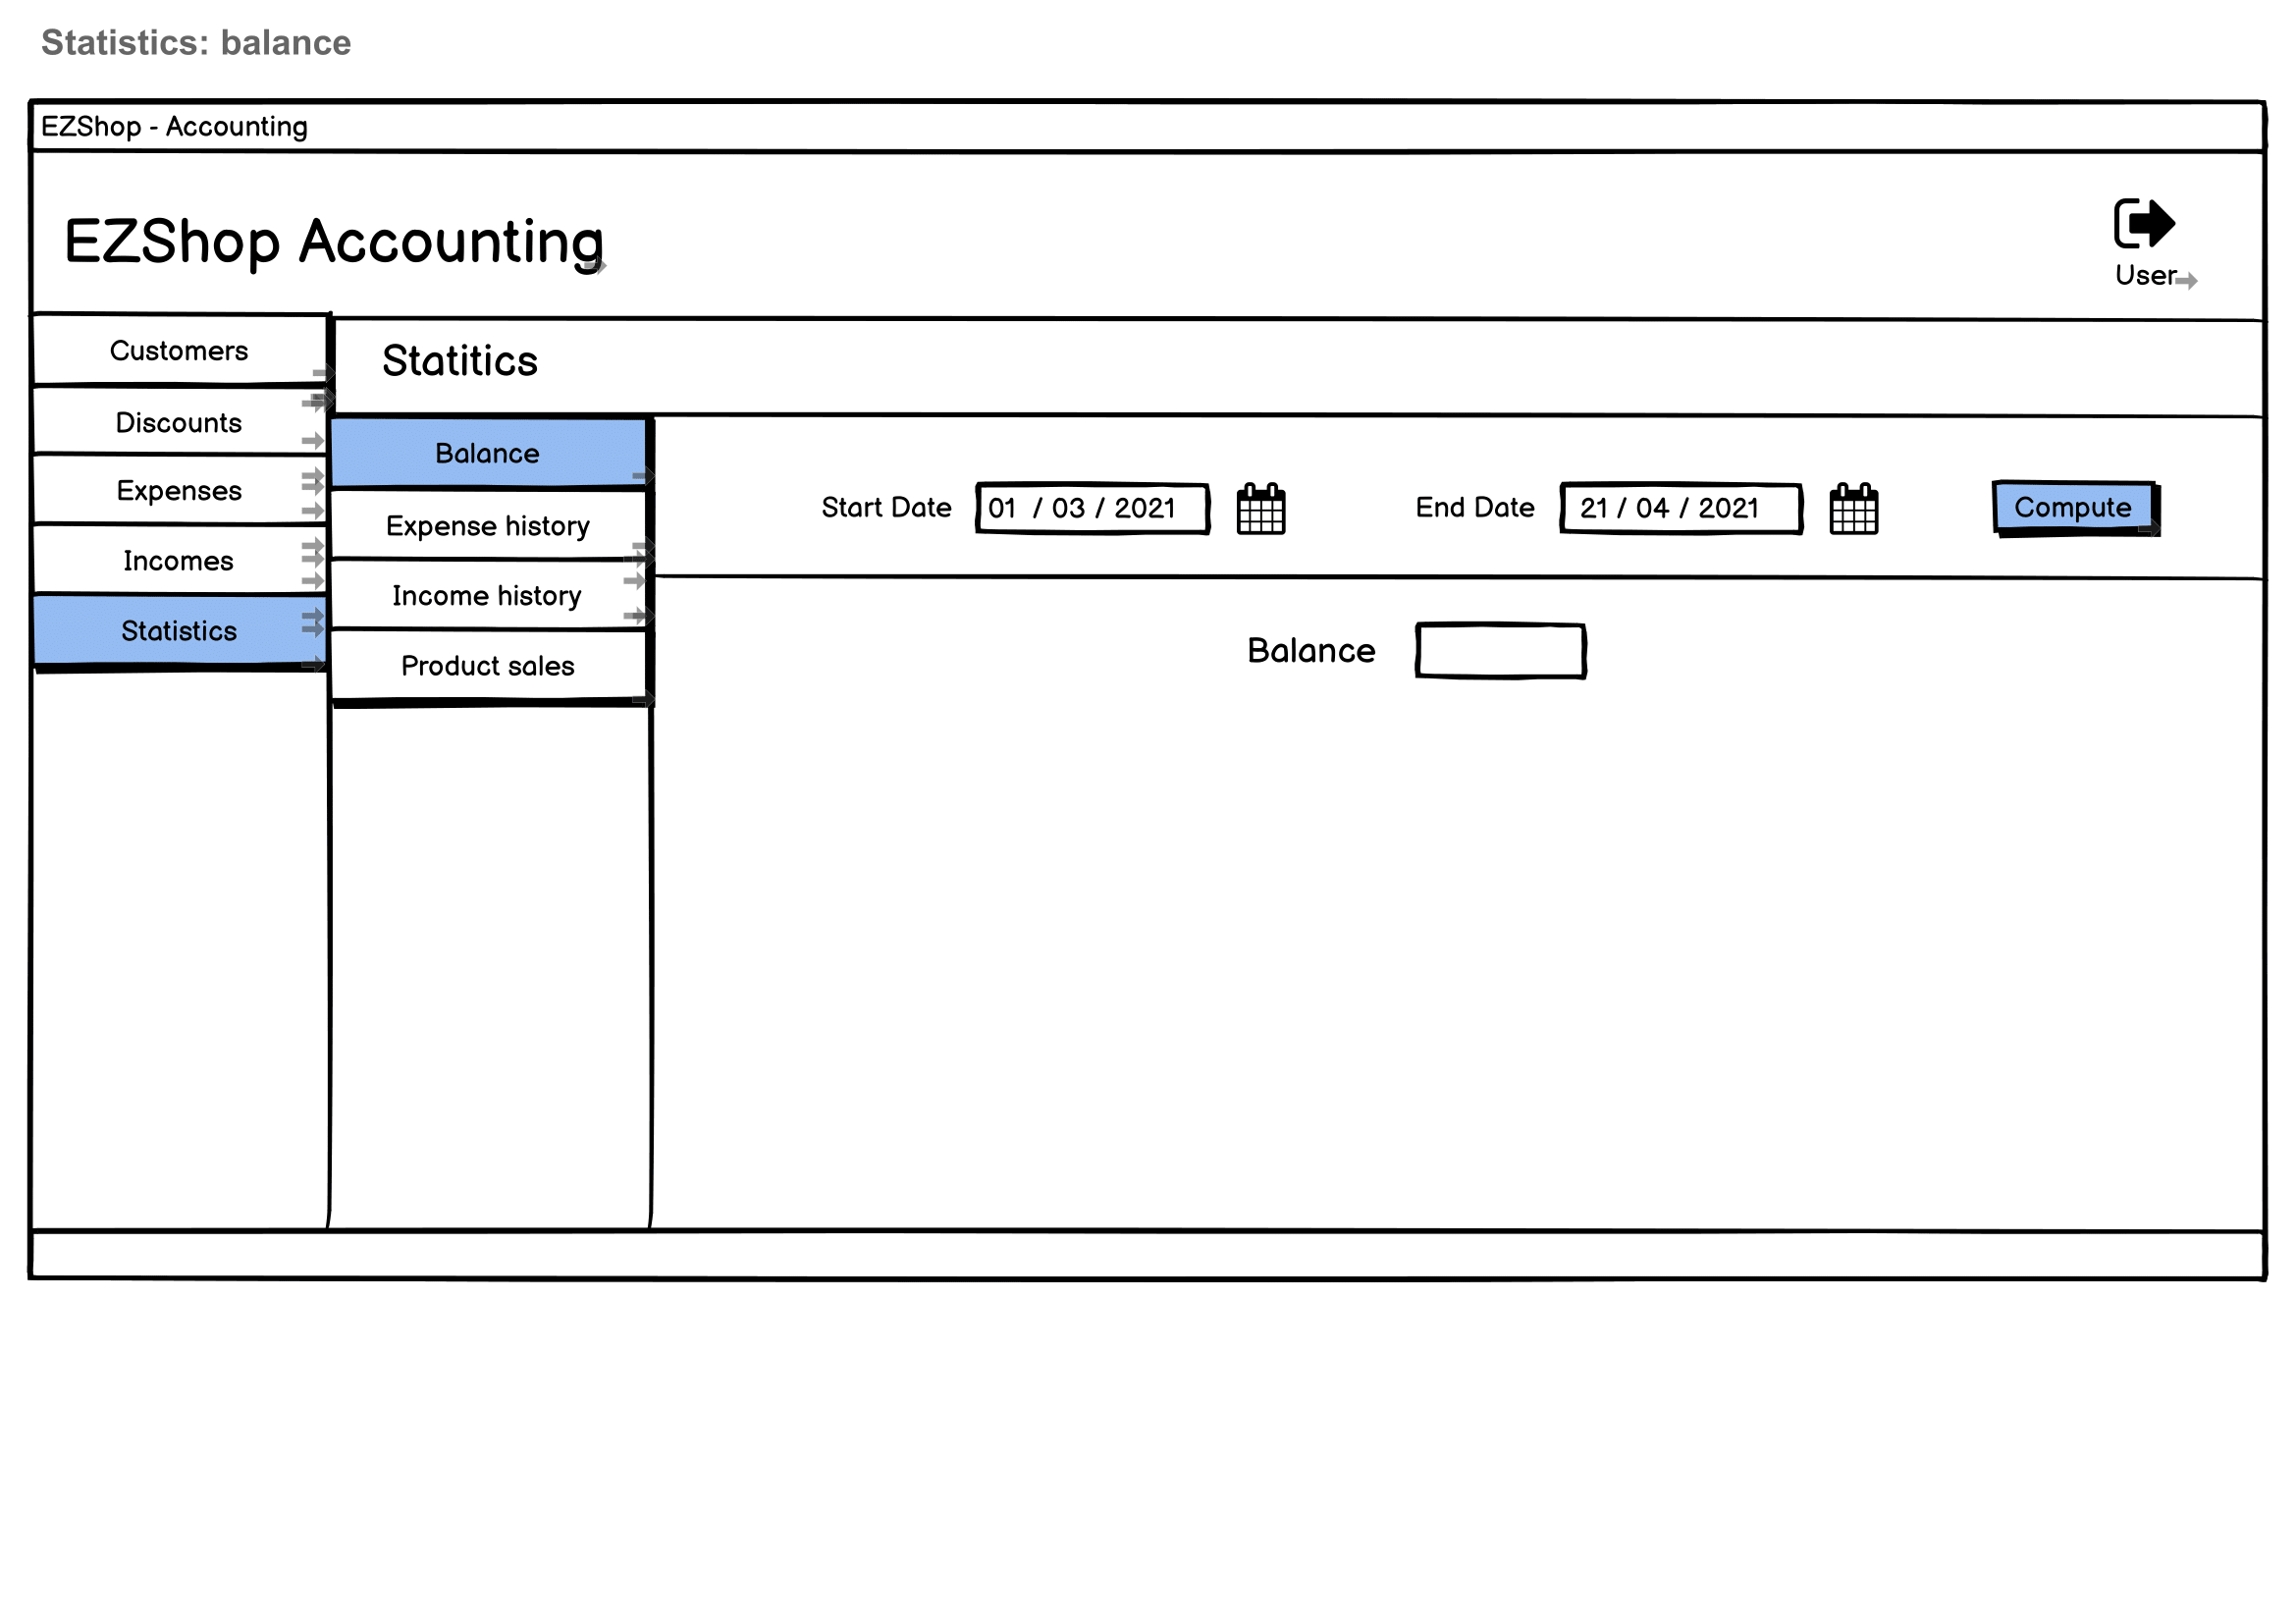 Statistics: balance
EZShop - Accounting
EZShop Accounting
User
Customers
Discounts
Expenses
Incomes
Statistics
Statitics
Balance
Expense history
Income history
Product sales
Start Date 01 / 03 / 2021 End Date 21 / 04 / 2021 Compute
Balance